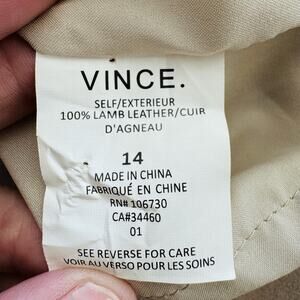 VINCE.
SELF/EXTERIEUR
100% LAMB LEATHER/CUIR
D'AGNEAU
14
MADE IN CHINA
FABRIQUÉ EN CHINE
RN# 106730
CA#34460
01
SEE REVERSE FOR CARE
VOIR AU VERSO POUR LES SOINS